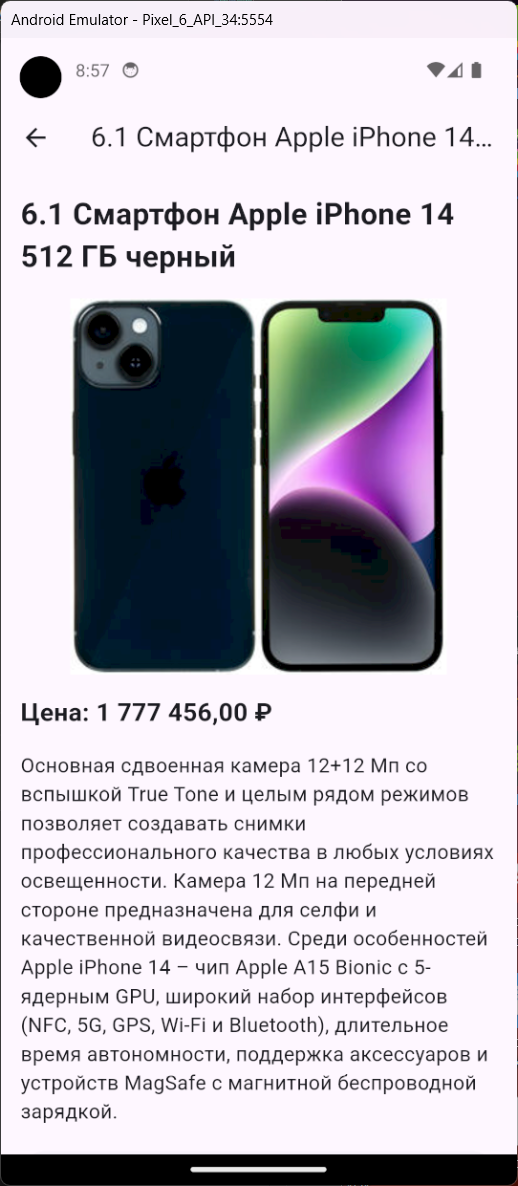 Android Emulator - Pixel_6_API_34:5554
8:57
6.1 Смартфон Apple iPhone 14...
6.1 Смартфон Apple iPhone 14
512 ГБ черный
Цена: 1 777 456,00 ₽
Основная сдвоенная камера 12+12 Мп со
вспышкой True Tone и целым рядом режимов
позволяет создавать снимки
профессионального качества в любых условиях
освещенности. Камера 12 Мп на передней
стороне предназначена для селфи и
качественной видеосвязи. Среди особенностей
Apple iPhone 14 – чип Apple A15 Bionic с 5-
ядерным GPU, широкий набор интерфейсов
(NFC, 5G, GPS, Wi-Fi и Bluetooth), длительное
время автономности, поддержка аксессуаров и
устройств MagSafe с магнитной беспроводной
зарядкой.